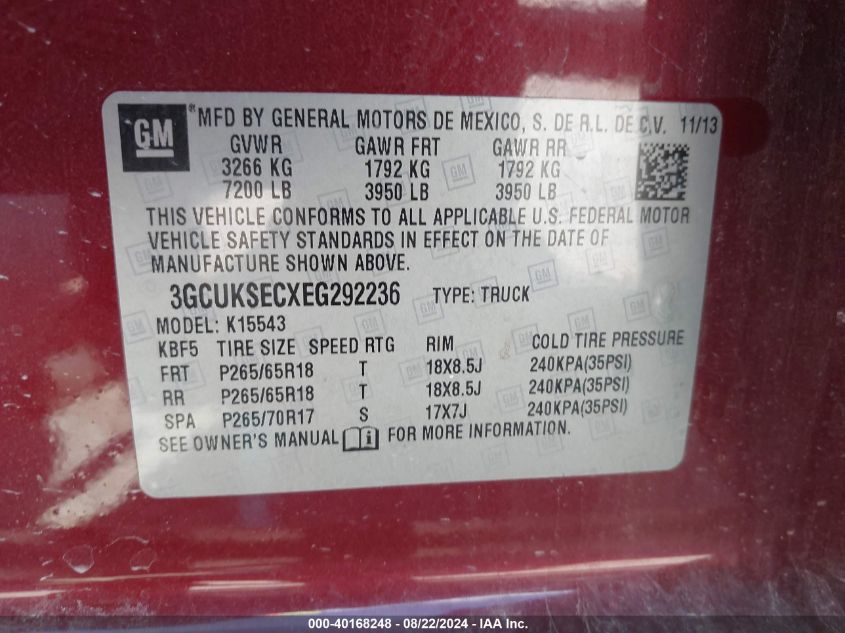 GM ® MFD BY GENERAL MOTORS DE MEXICO, S. DE R.L. DE C.V. 11/13
GVWR GAWR FRT GAWR RR
3266 KG 1792 KG 1792 KG
7200 LB 3950 LB 3950 LB
THIS VEHICLE CONFORMS TO ALL APPLICABLE U.S. FEDERAL MOTOR
VEHICLE SAFETY STANDARDS IN EFFECT ON THE DATE OF
MANUFACTURE SHOWN ABOVE.
3GCUKSECXEG292236 TYPE: TRUCK
MODEL: K15543
KBF5 TIRE SIZE SPEED RTG RIM COLD TIRE PRESSURE
FRT P265/65R18 T 18X8.5J 240KPA(35PSI)
RR P265/65R18 T 18X8.5J 240KPA(35PSI)
SPA P265/70R17 S 17X7J 240KPA(35PSI)
SEE OWNER'S MANUAL i FOR MORE INFORMATION.
000-40168248 - 08/22/2024 - IAA Inc.